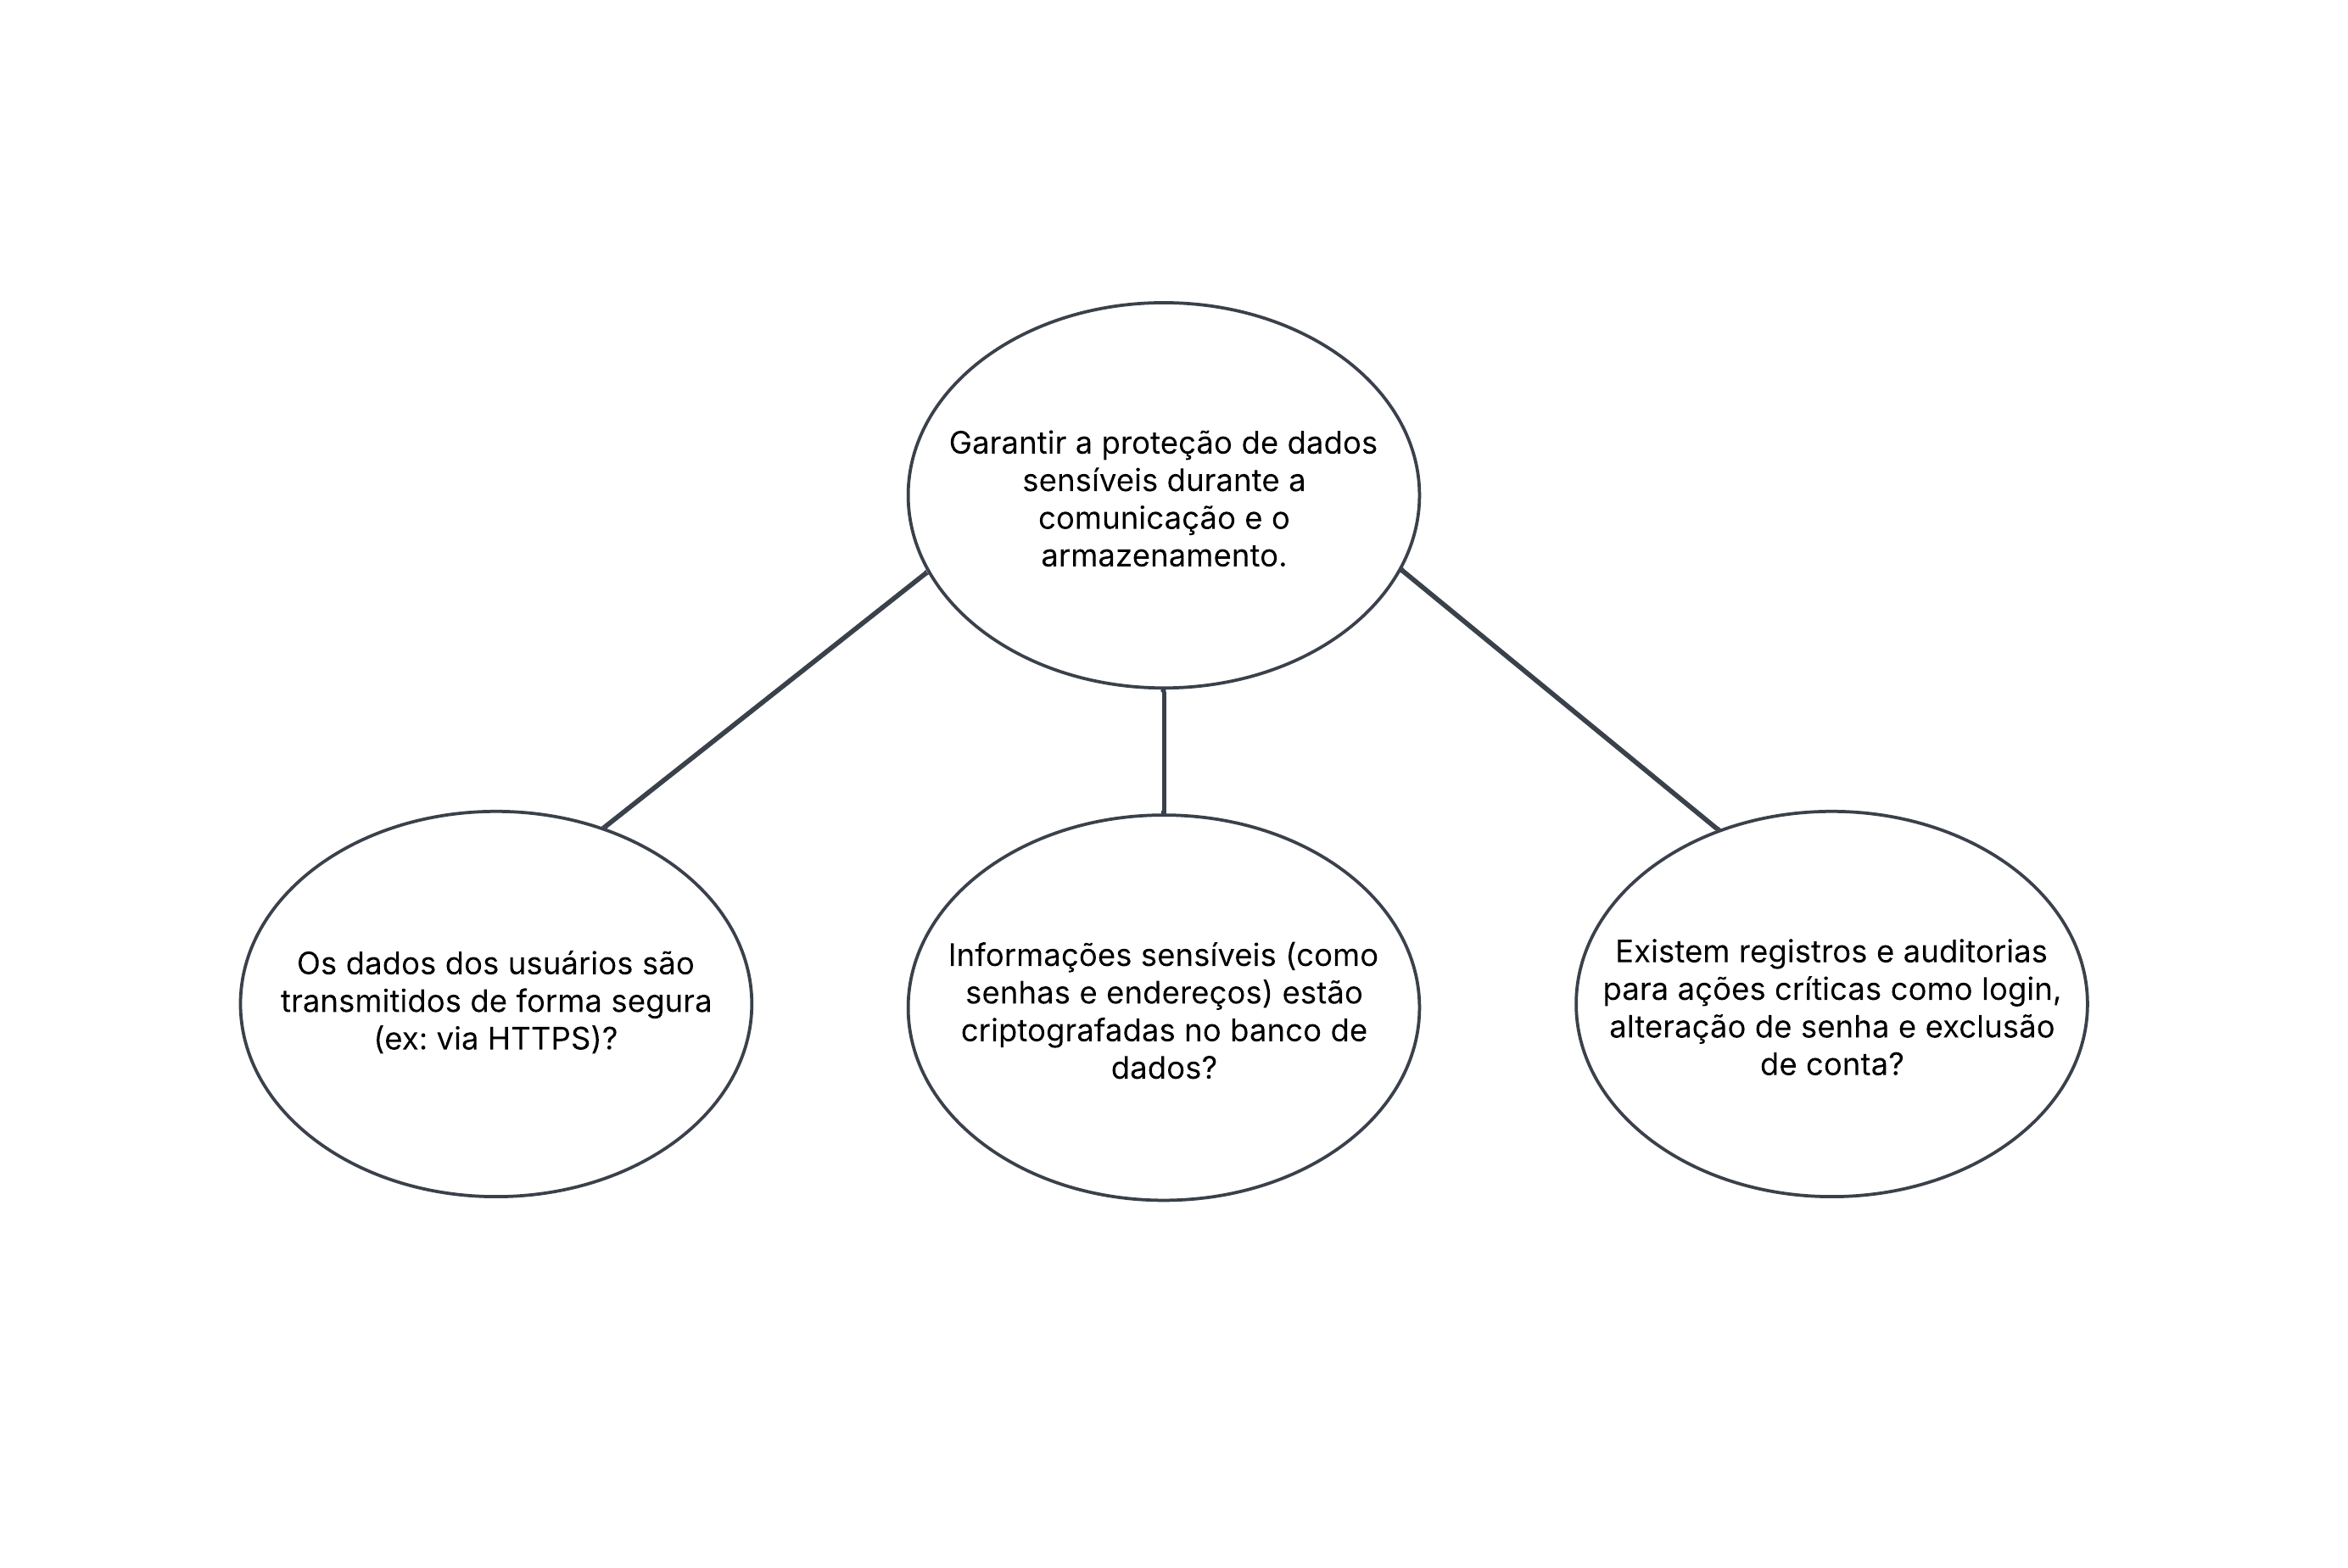 Garantir a proteção de dados
sensíveis durante a
comunicação e o
armazenamento.
Os dados dos usuários são
transmitidos de forma segura
(ex: via HTTPS)?
Informações sensíveis (como
senhas e endereços) estão
criptografadas no banco de
dados?
Existem registros e auditorias
para ações críticas como login,
alteração de senha e exclusão
de conta?